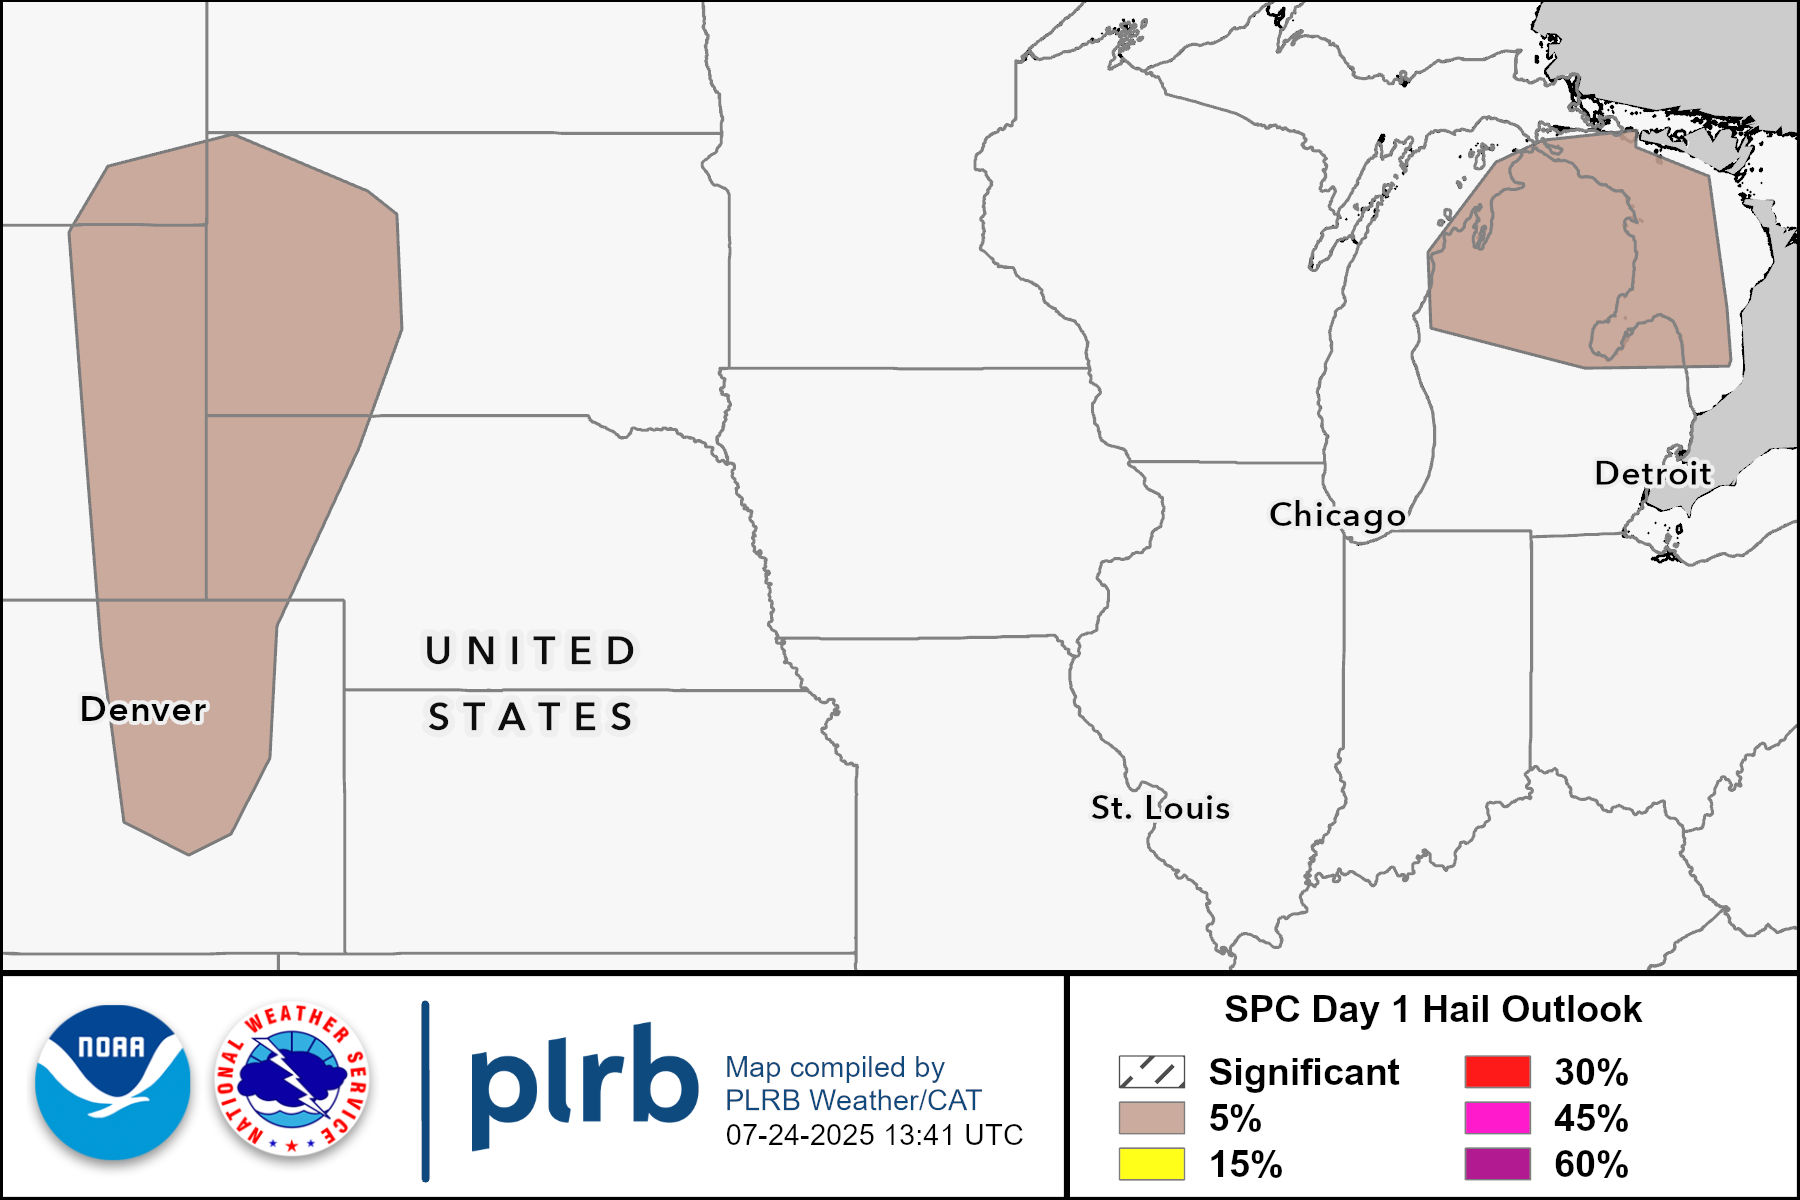 Detroit
Chicago
UNITED
STATES
Denver
St. Louis
NOAA
NATIONAL WEATHER SERVICE
plrb
Map compiled by
PLRB Weather/CAT
07-24-2025 13:41 UTC
SPC Day 1 Hail Outlook
Significant
5%
15%
30%
45%
60%